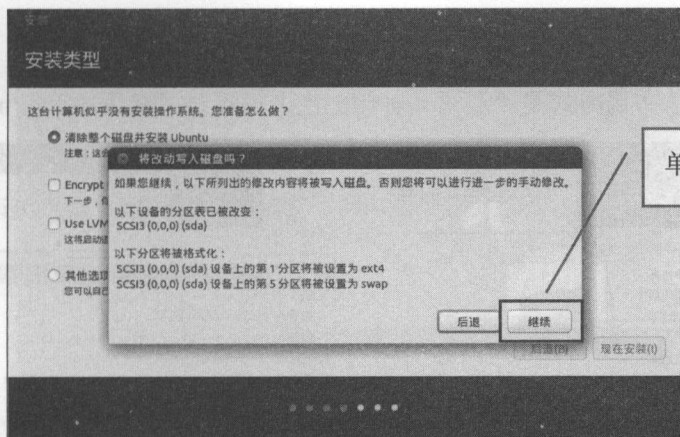 安装
安装类型
这台计算机似乎没有安装操作系统。您准备怎么做？
清除整个磁盘并安装 Ubuntu
注意：这会
将改动写入磁盘吗？
Encrypt
如果您继续，以下所列出的修改内容将被写入磁盘。否则您将可以进行进一步的手动修改。
下一步，
以下设备的分区表已被改变：
Use LVM
SCSI3 (0,0,0) (sda)
这将启动
以下分区将被格式化：
其他选项
SCSI3 (0,0,0) (sda) 设备上的第 1 分区将被设置为 ext4
您可以自己
SCSI3 (0,0,0) (sda) 设备上的第 5 分区将被设置为 swap
后退 继续
后退(B) 现在安装(I)
单